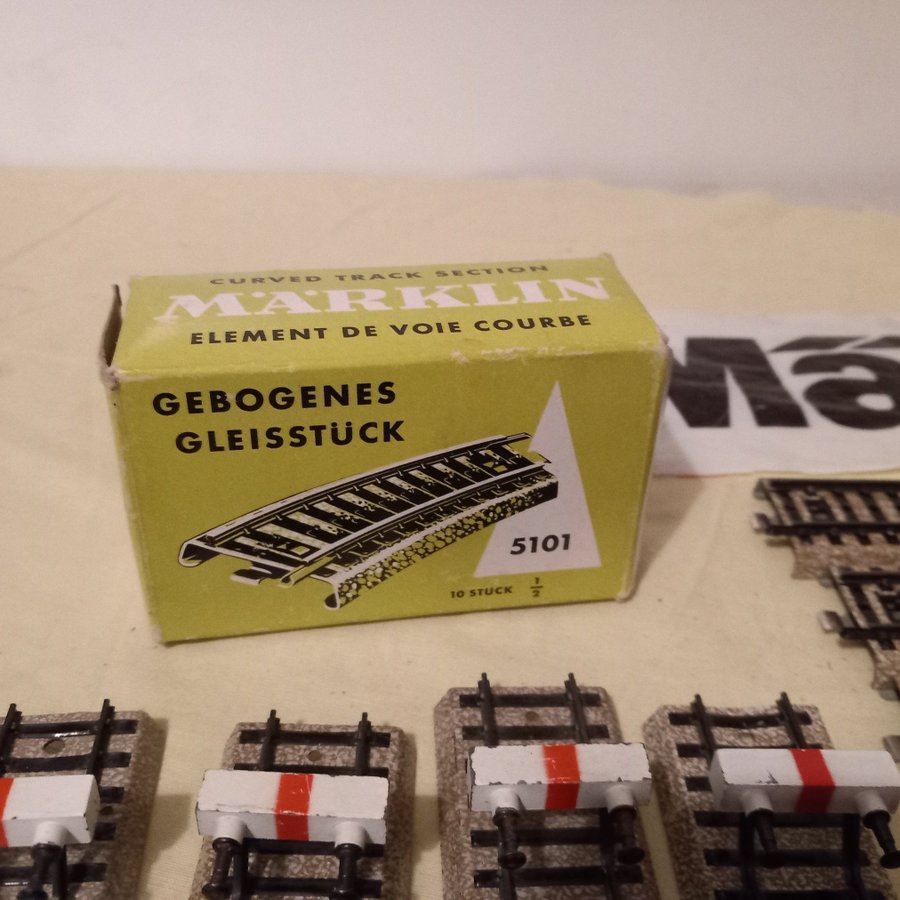 CURVED TRACK SECTION
MÄRKLIN
ELEMENT DE VOIE COURBE
GEBOGENES
GLEISSTÜCK
5101
10 STÜCK 1/2
Mä